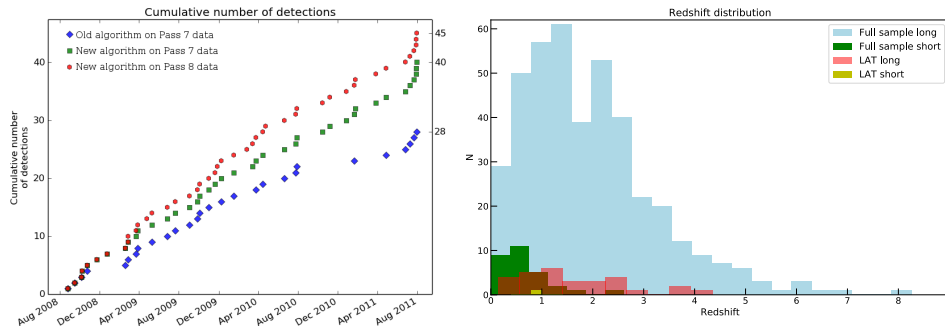 Cumulative number of detections
Old algorithm on Pass 7 data
New algorithm on Pass 7 data
New algorithm on Pass 8 data
Cumulative number
of detections
40
30
20
10
0
45
40
28
Aug 2008
Dec 2008
Apr 2009
Aug 2009
Dec 2009
Apr 2010
Aug 2010
Dec 2010
Apr 2011
Aug 2011
Redshift distribution
Full sample long
Full sample short
LAT long
LAT short
N
60
50
40
30
20
10
0
0 1 2 3 4 5 6 7 8
Redshift